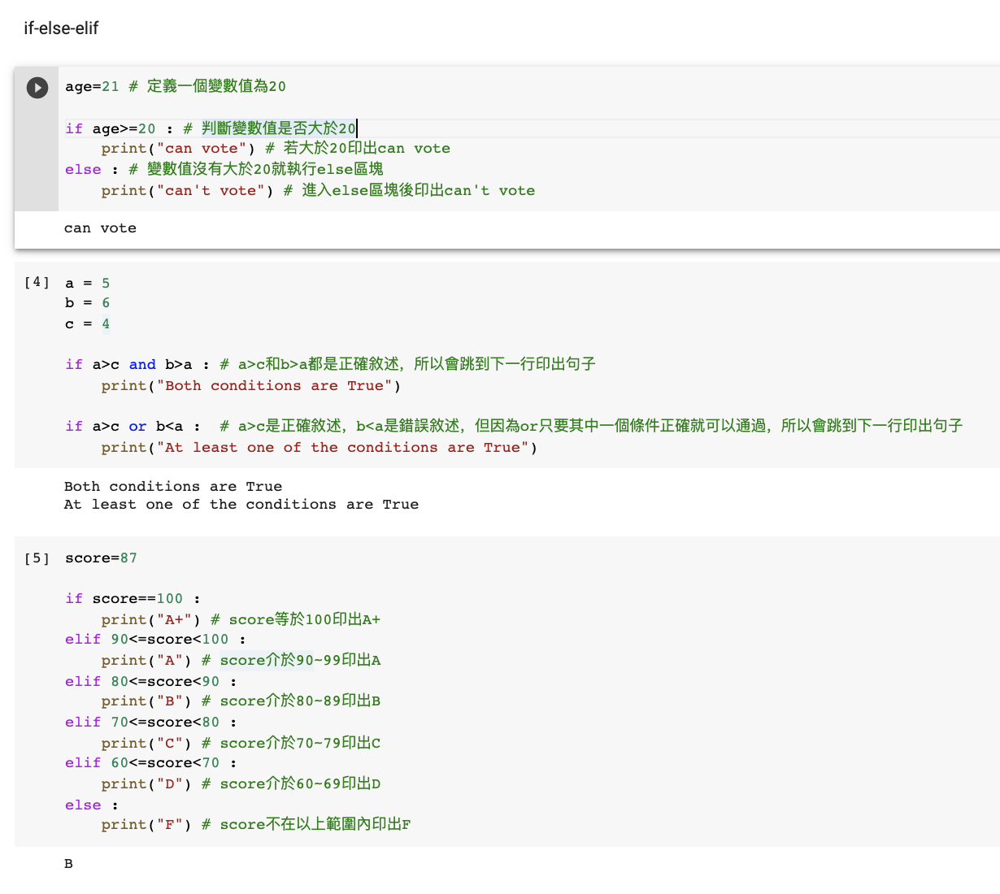 if-else-elif
age=21 # 定義一個變數值為20
if age>=20 : # 判斷變數值是否大於20
    print("can vote") # 若大於20印出can vote
else : # 變數值沒有大於20就執行else區塊
    print("can't vote") # 進入else區塊後印出can't vote
can vote
[4] a = 5
b = 6
c = 4
if a>c and b>a : # a>c和b>a都是正確敘述，所以會跳到下一行印出句子
    print("Both conditions are True")
if a>c or b<a :  # a>c是正確敘述，b<a是錯誤敘述，但因為or只要其中一個條件正確就可以通過，所以會跳到下一行印出句子
    print("At least one of the conditions are True")
Both conditions are True
At least one of the conditions are True
[5] score=87
if score==100 :
    print("A+") # score等於100印出A+
elif 90<=score<100 :
    print("A") # score介於90~99印出A
elif 80<=score<90 :
    print("B") # score介於80~89印出B
elif 70<=score<80 :
    print("C") # score介於70~79印出C
elif 60<=score<70 :
    print("D") # score介於60~69印出D
else :
    print("F") # score不在以上範圍內印出F
B